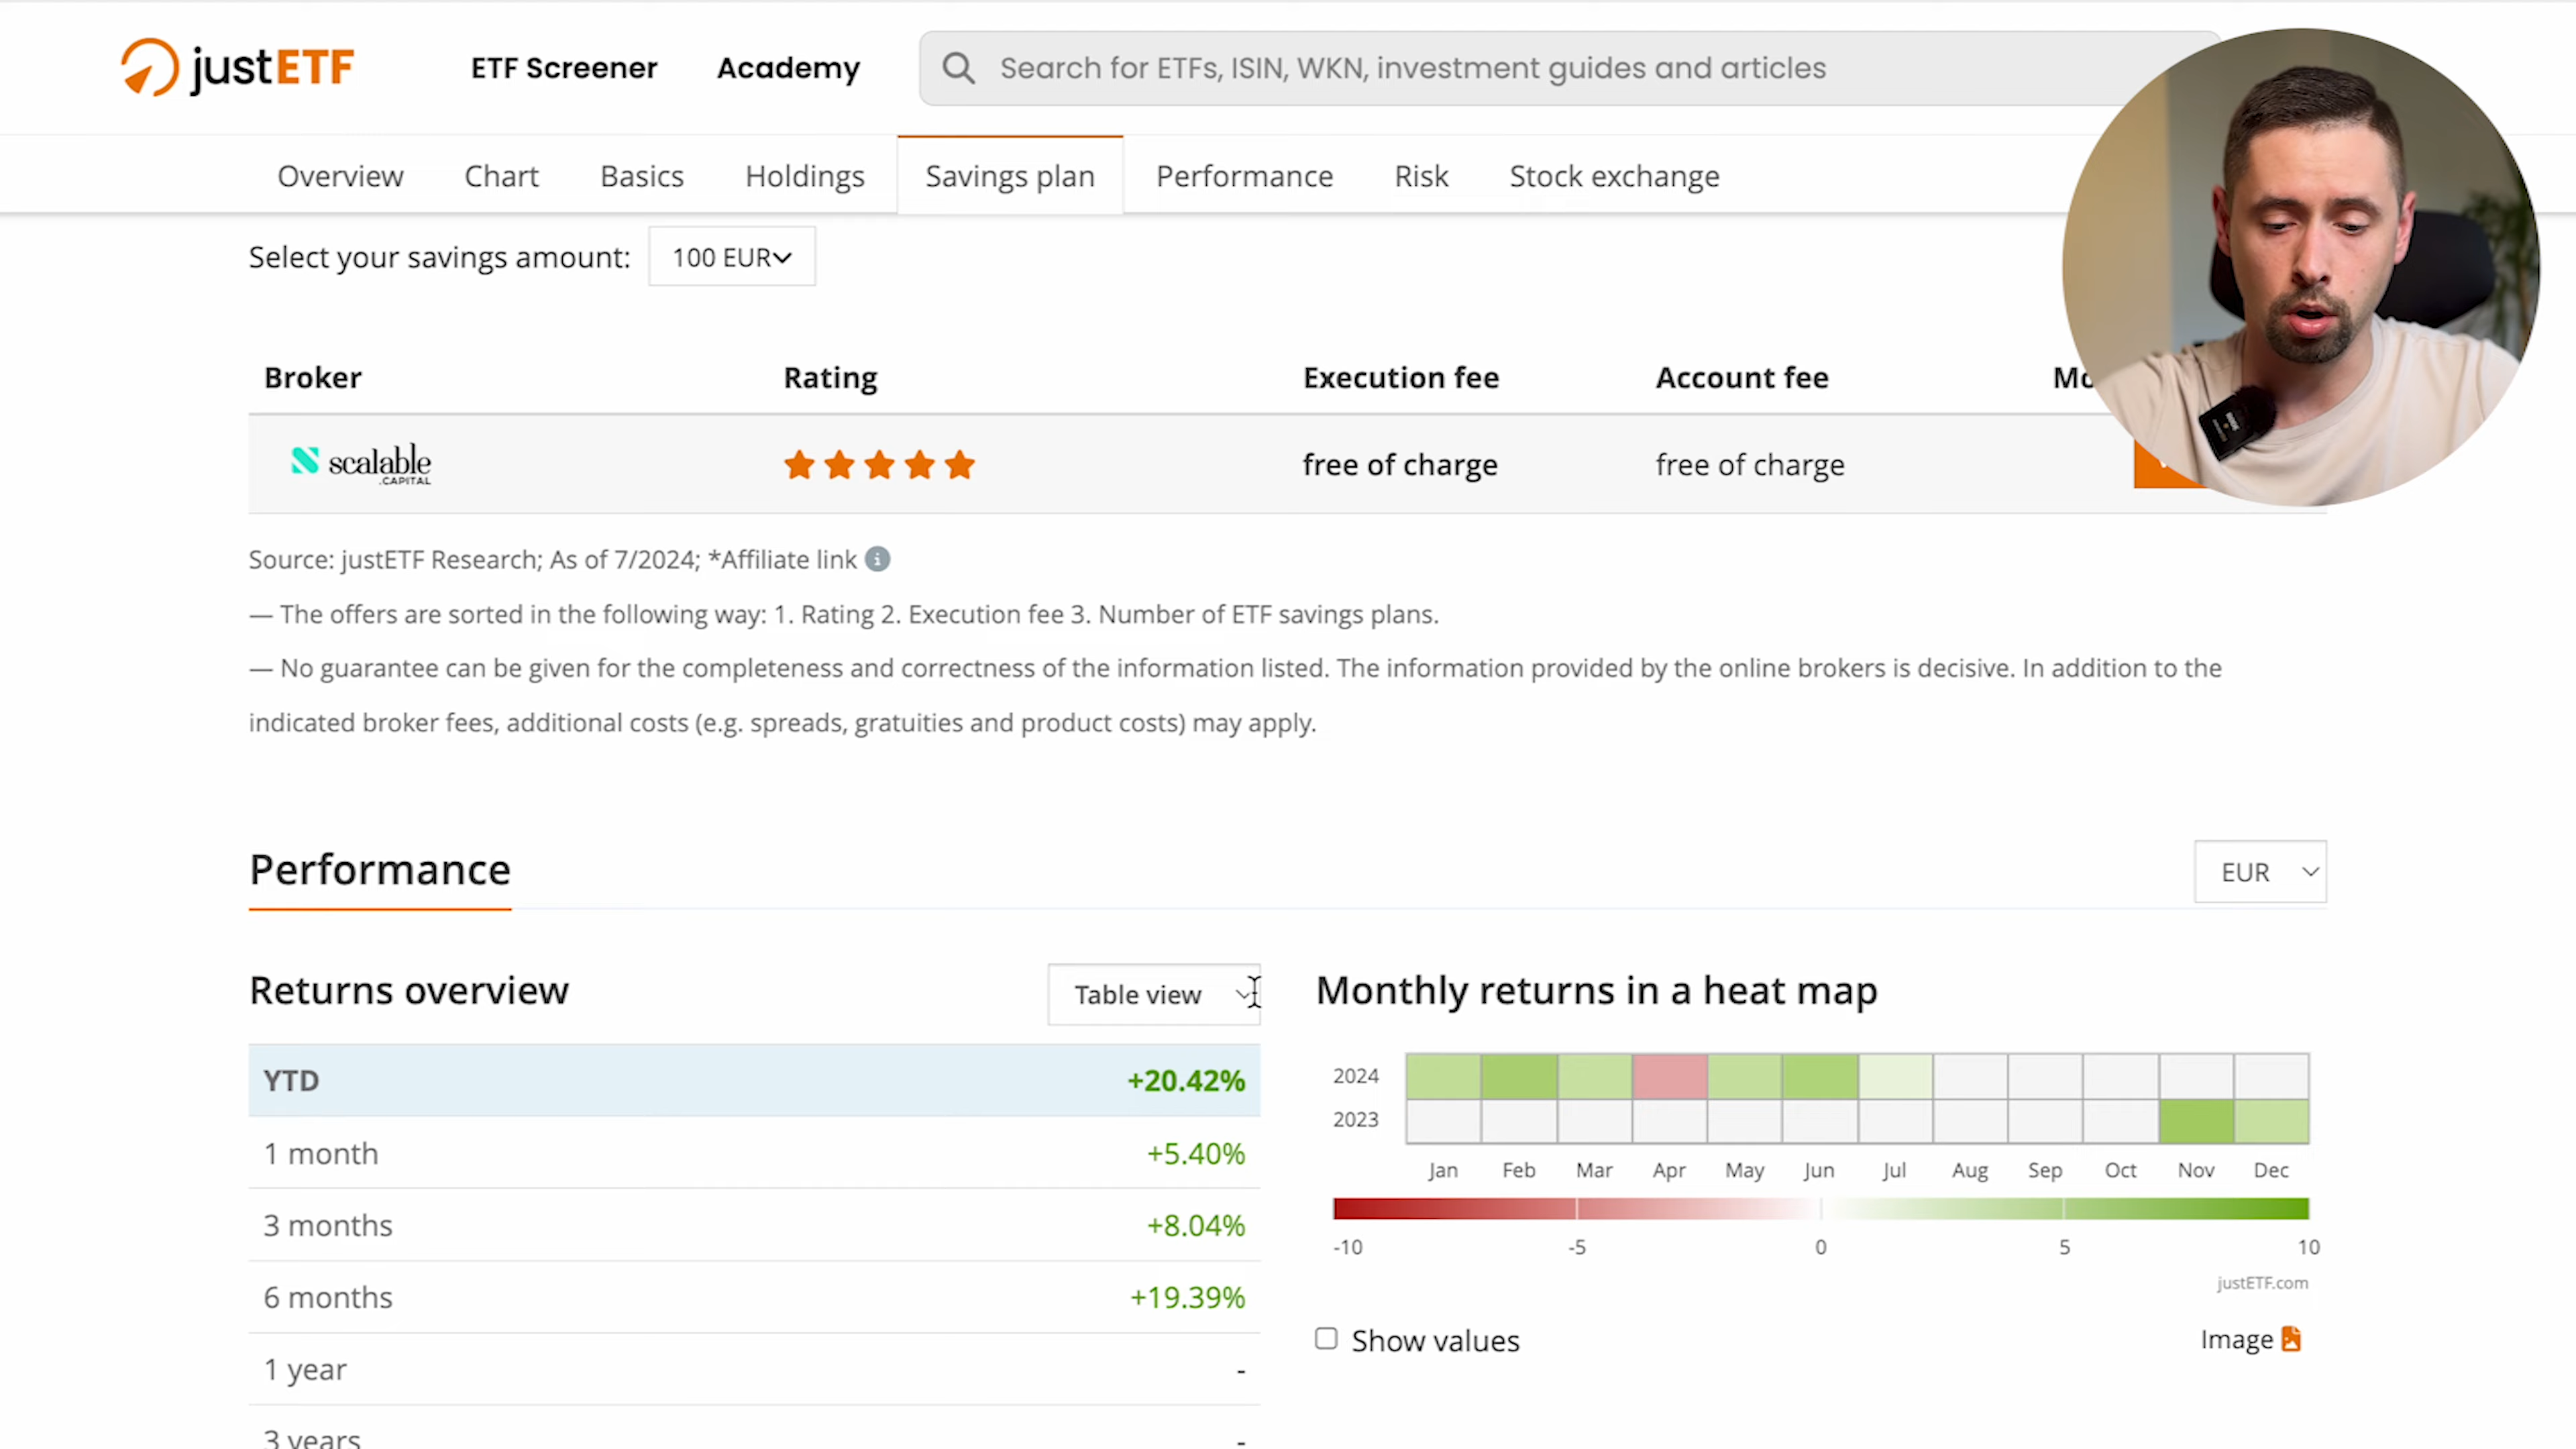 justETF
ETF Screener
Academy
Search for ETFs, ISIN, WKN, investment guides and articles
Overview
Chart
Basics
Holdings
Savings plan
Performance
Risk
Stock exchange
Select your savings amount:
100 EUR
Broker
Rating
Execution fee
Account fee
scalable
.CAPITAL
free of charge
free of charge
Source: justETF Research; As of 7/2024; *Affiliate link
— The offers are sorted in the following way: 1. Rating 2. Execution fee 3. Number of ETF savings plans.
— No guarantee can be given for the completeness and correctness of the information listed. The information provided by the online brokers is decisive. In addition to the
indicated broker fees, additional costs (e.g. spreads, gratuities and product costs) may apply.
Performance
EUR
Returns overview
Table view
YTD +20.42%
1 month +5.40%
3 months +8.04%
6 months +19.39%
1 year -
3 years -
Monthly returns in a heat map
2024
2023
Jan Feb Mar Apr May Jun Jul Aug Sep Oct Nov Dec
-10 -5 0 5 10
justETF.com
Show values
Image